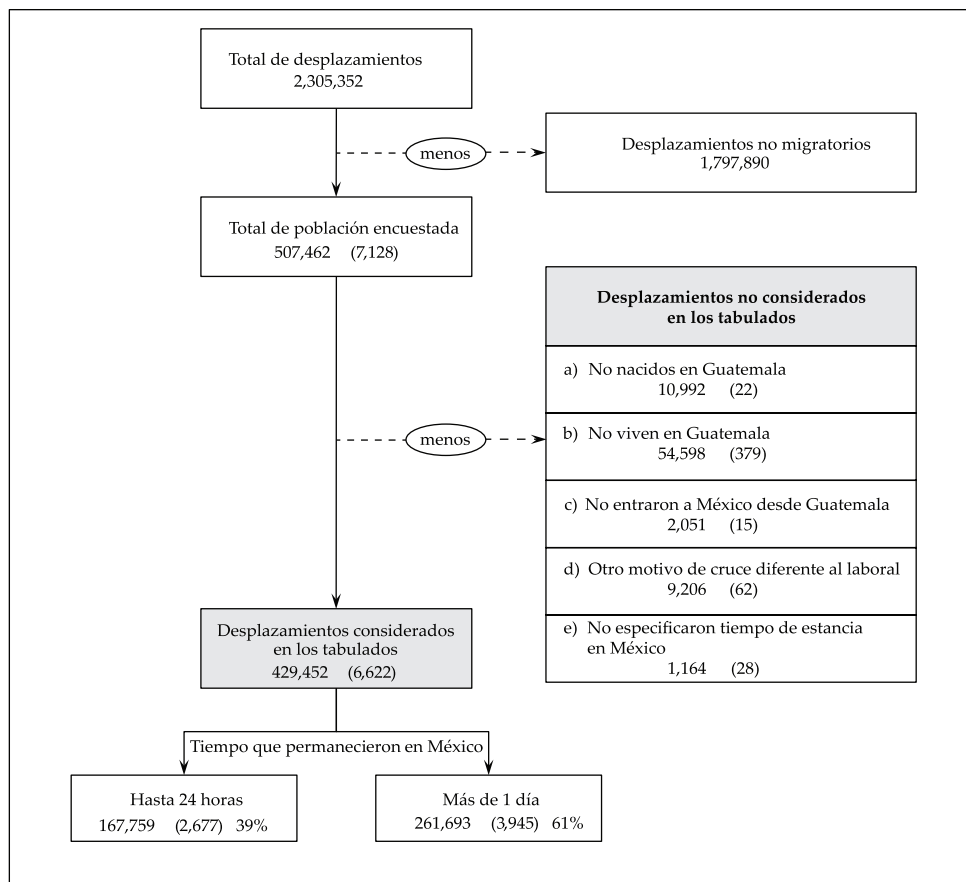 Total de desplazamientos
2,305,352
menos
Desplazamientos no migratorios
1,797,890
Total de población encuestada
507,462 (7,128)
Desplazamientos no considerados
en los tabulados
a) No nacidos en Guatemala
10,992 (22)
b) No viven en Guatemala
54,598 (379)
menos
c) No entraron a México desde Guatemala
2,051 (15)
d) Otro motivo de cruce diferente al laboral
9,206 (62)
e) No especificaron tiempo de estancia
en México
1,164 (28)
Desplazamientos considerados
en los tabulados
429,452 (6,622)
Tiempo que permanecieron en México
Hasta 24 horas
167,759 (2,677) 39%
Más de 1 día
261,693 (3,945) 61%